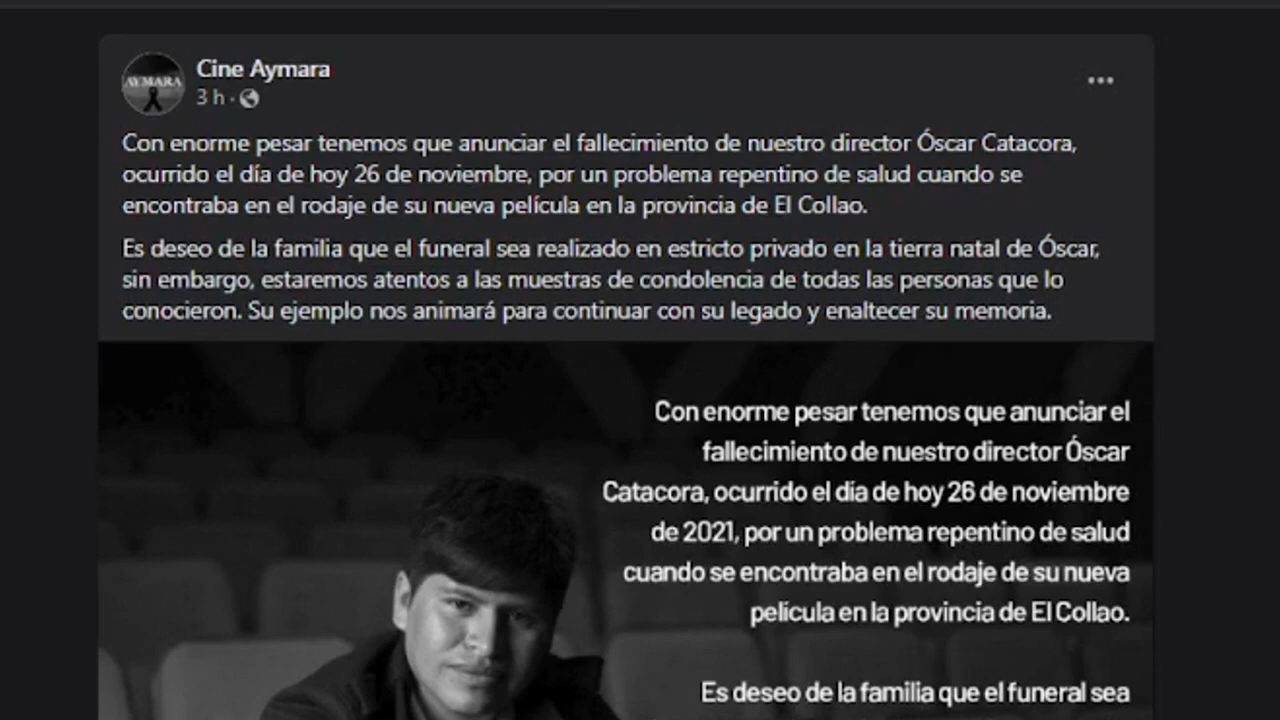 AYMARA
Cine Aymara
3 h ·
Con enorme pesar tenemos que anunciar el fallecimiento de nuestro director Óscar Catacora,
ocurrido el día de hoy 26 de noviembre, por un problema repentino de salud cuando se
encontraba en el rodaje de su nueva película en la provincia de El Collao.
Es deseo de la familia que el funeral sea realizado en estricto privado en la tierra natal de Óscar,
sin embargo, estaremos atentos a las muestras de condolencia de todas las personas que lo
conocieron. Su ejemplo nos animará para continuar con su legado y enaltecer su memoria.
Con enorme pesar tenemos que anunciar el
fallecimiento de nuestro director Óscar
Catacora, ocurrido el día de hoy 26 de noviembre
de 2021, por un problema repentino de salud
cuando se encontraba en el rodaje de su nueva
película en la provincia de El Collao.
Es deseo de la familia que el funeral sea